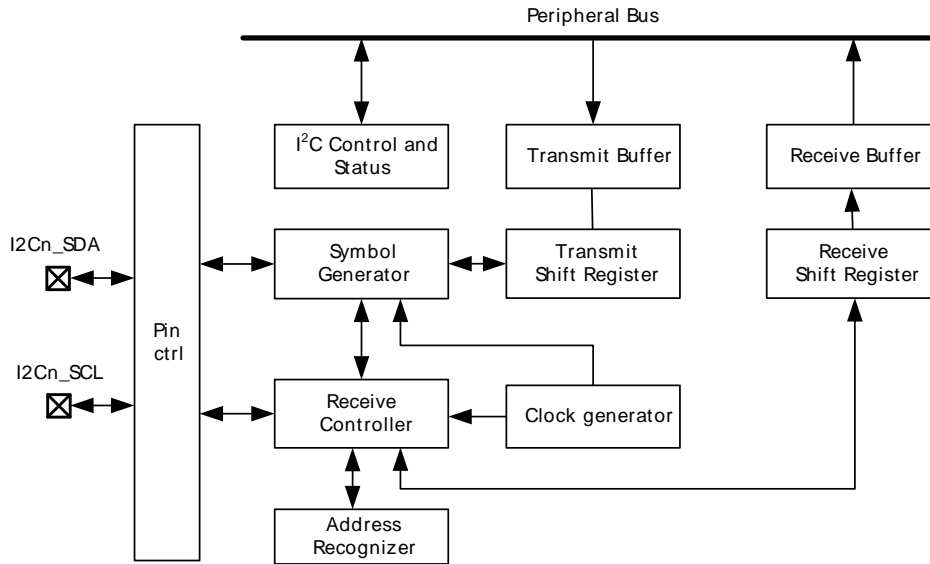 Peripheral Bus
I²C Control and
Status
Transmit Buffer
Receive Buffer
I2Cn_SDA
Symbol
Generator
Transmit
Shift Register
Receive
Shift Register
Pin
ctrl
I2Cn_SCL
Receive
Controller
Clock generator
Address
Recognizer